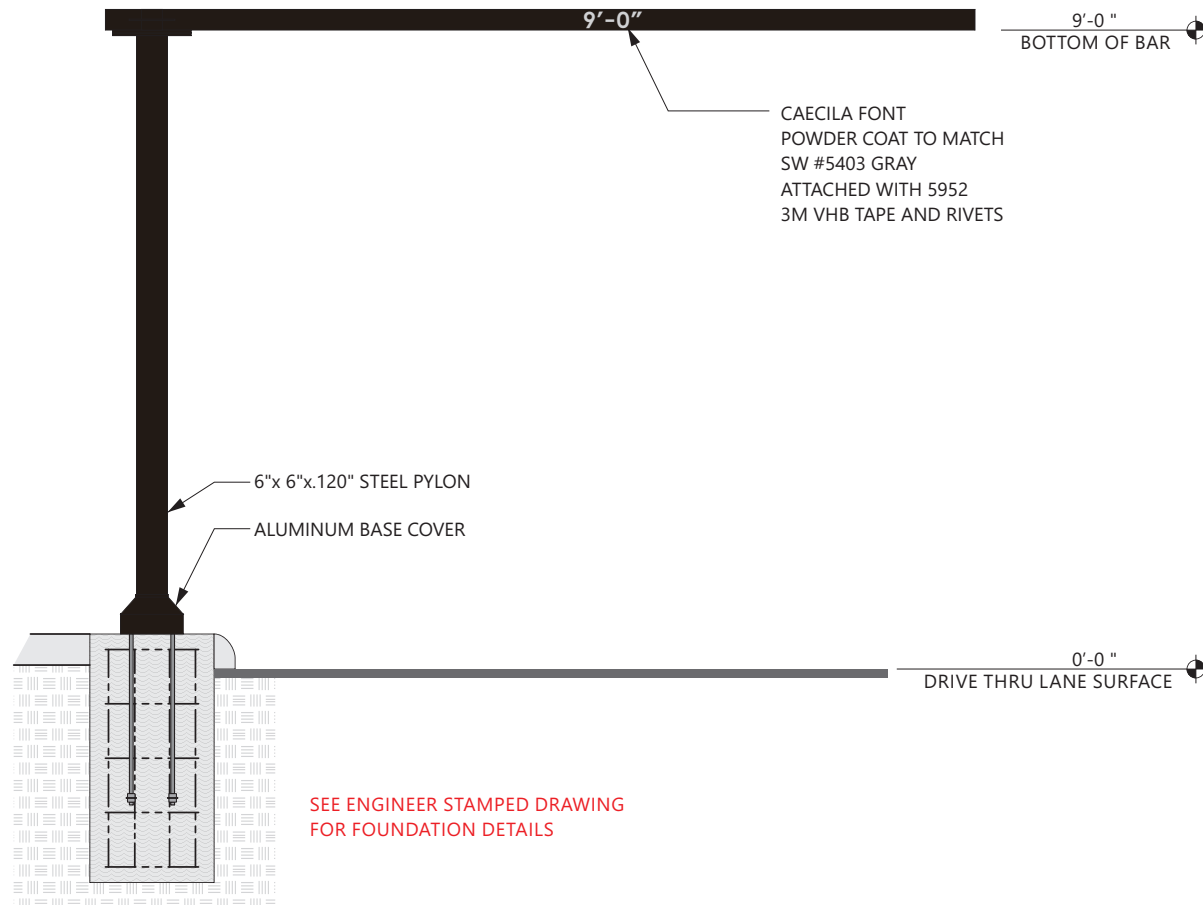 9'-0”
9'-0 "
BOTTOM OF BAR
CAECILA FONT
POWDER COAT TO MATCH
SW #5403 GRAY
ATTACHED WITH 5952
3M VHB TAPE AND RIVETS
6"x 6"x.120" STEEL PYLON
ALUMINUM BASE COVER
0'-0 "
DRIVE THRU LANE SURFACE
SEE ENGINEER STAMPED DRAWING
FOR FOUNDATION DETAILS